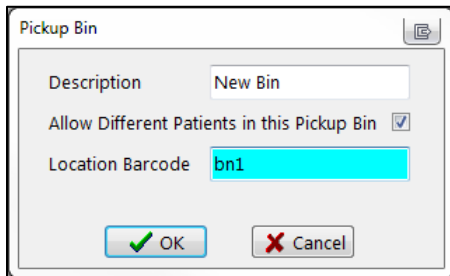 Pickup Bin
Description New Bin
Allow Different Patients in this Pickup Bin
Location Barcode bn1
OK Cancel